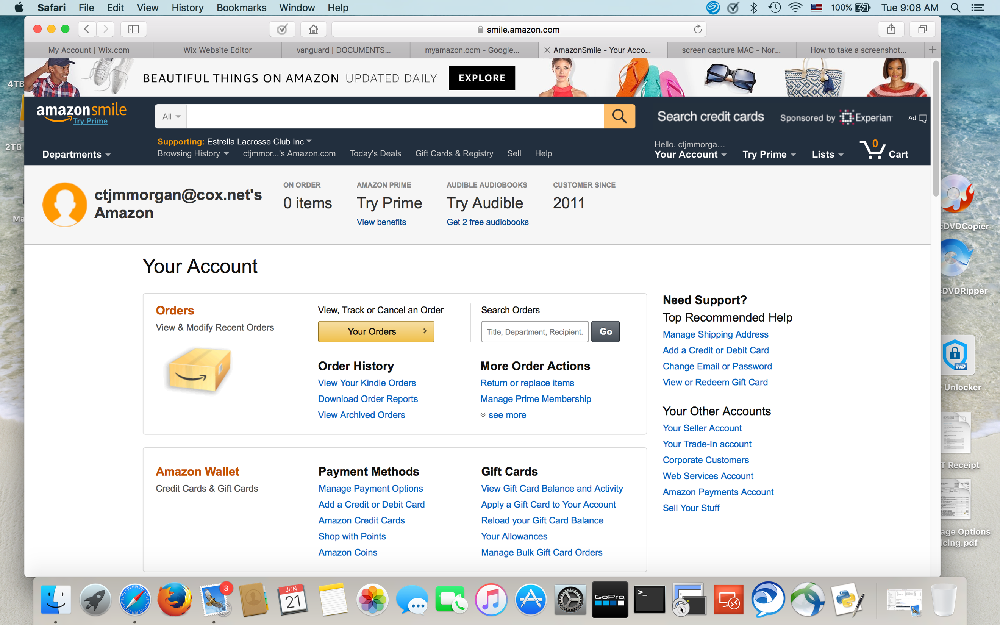 Safari File Edit View History Bookmarks Window Help 100% Tue 9:08 AM
smile.amazon.com
My Account | Wix.com
Wix Website Editor
vanguard | DOCUMENTS...
myamazon.ocm - Google...
AmazonSmile - Your Acco...
screen capture MAC - Nor...
How to take a screenshot...
BEAUTIFUL THINGS ON AMAZON UPDATED DAILY EXPLORE
amazonsmile
Try Prime
All
Search credit cards Sponsored by Experian Ad
Supporting: Estrella Lacrosse Club Inc
Departments
Browsing History ctjmmor...'s Amazon.com Today's Deals Gift Cards & Registry Sell Help
Hello, ctjmmorga...
Your Account Try Prime Lists 0 Cart
ctjmmorgan@cox.net's
Amazon
ON ORDER
0 items
AMAZON PRIME
Try Prime
View benefits
AUDIBLE AUDIOBOOKS
Try Audible
Get 2 free audiobooks
CUSTOMER SINCE
2011
Your Account
Orders
View & Modify Recent Orders
View, Track or Cancel an Order
Your Orders
Search Orders
Title, Department, Recipient.
Go
Order History
View Your Kindle Orders
Download Order Reports
View Archived Orders
More Order Actions
Return or replace items
Manage Prime Membership
see more
Amazon Wallet
Credit Cards & Gift Cards
Payment Methods
Manage Payment Options
Add a Credit or Debit Card
Amazon Credit Cards
Shop with Points
Amazon Coins
Gift Cards
View Gift Card Balance and Activity
Apply a Gift Card to Your Account
Reload your Gift Card Balance
Your Allowances
Manage Bulk Gift Card Orders
Need Support?
Top Recommended Help
Manage Shipping Address
Add a Credit or Debit Card
Change Email or Password
View or Redeem Gift Card
Your Other Accounts
Your Seller Account
Your Trade-In account
Corporate Customers
Web Services Account
Amazon Payments Account
Sell Your Stuff
4TB
2TB
Ma
cDVDCopier
cDVDRipper
WD
Unlocker
T Receipt
age Options
icing.pdf
3
JUN
21
GoPro
>_